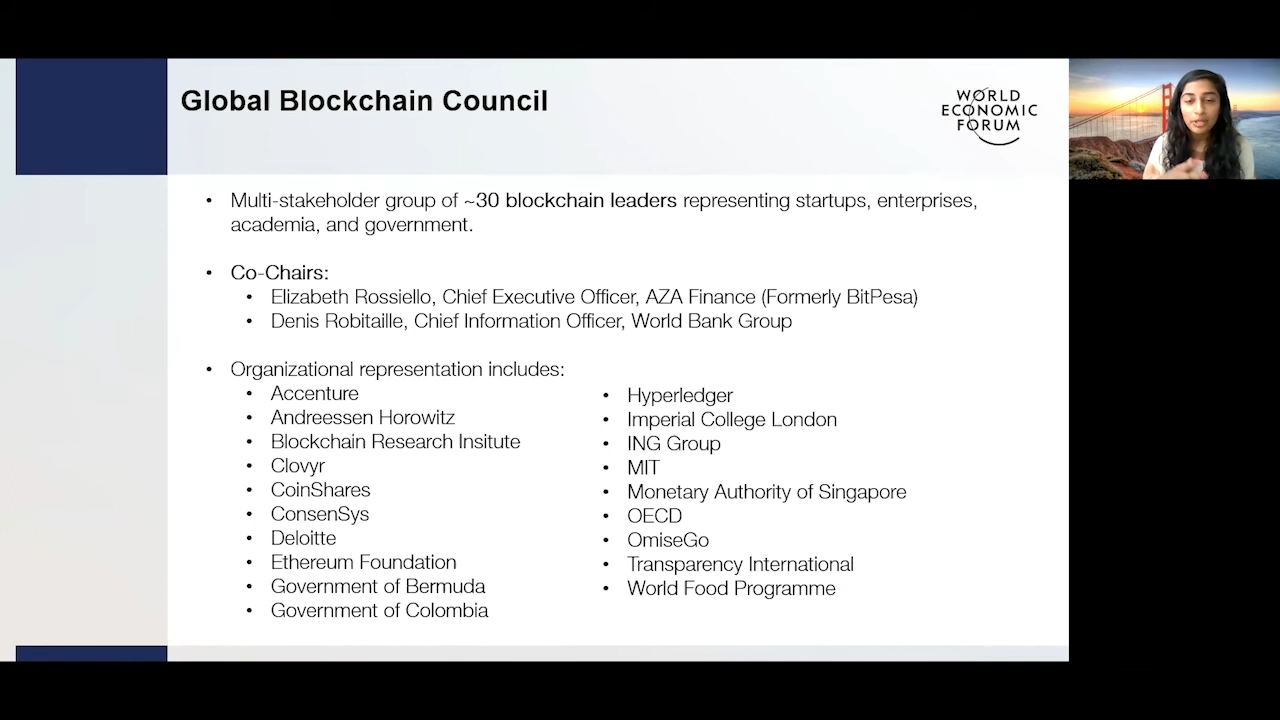 Global Blockchain Council
WORLD
ECONOMIC
FORUM
• Multi-stakeholder group of ~30 blockchain leaders representing startups, enterprises,
academia, and government.
• Co-Chairs:
• Elizabeth Rossiello, Chief Executive Officer, AZA Finance (Formerly BitPesa)
• Denis Robitaille, Chief Information Officer, World Bank Group
• Organizational representation includes:
• Accenture
• Andreessen Horowitz
• Blockchain Research Insitute
• Clovyr
• CoinShares
• ConsenSys
• Deloitte
• Ethereum Foundation
• Government of Bermuda
• Government of Colombia
• Hyperledger
• Imperial College London
• ING Group
• MIT
• Monetary Authority of Singapore
• OECD
• OmiseGo
• Transparency International
• World Food Programme